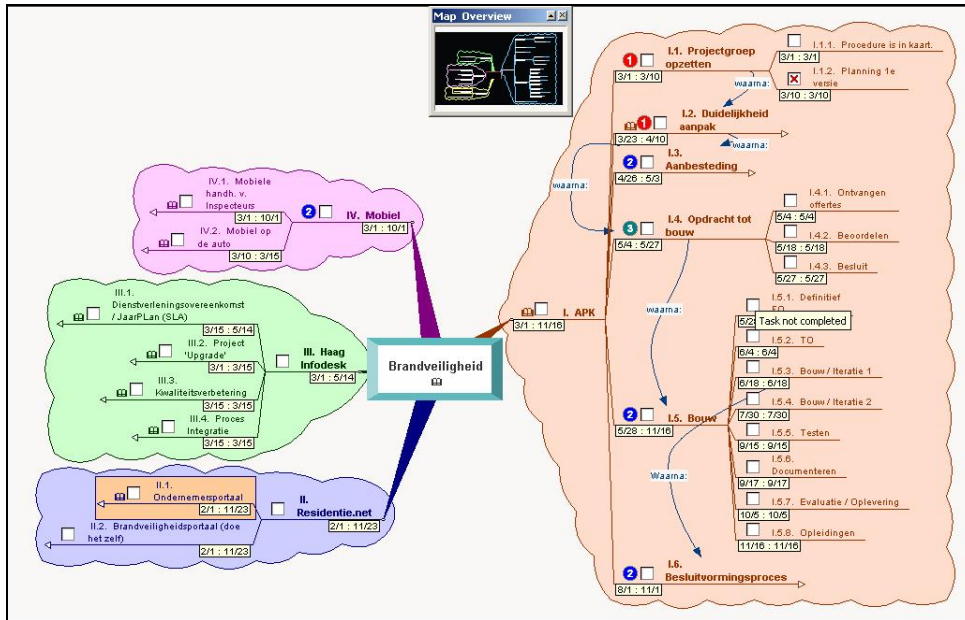 Map Overview
IV.1. Mobiele
handh. v.
Inspecteurs
3/1 : 10/1
IV.2. Mobiel op
de auto
3/10 : 3/15
2
IV. Mobiel
3/1 : 10/1
III.1.
Dienstverleningsovereenkomst
/ JaarPLan (SLA)
3/15 : 5/14
III.2. Project
'Upgrade'
3/1 : 3/15
III.3.
Kwaliteitsverbetering
3/15 : 3/15
III.4. Proces
Integratie
3/15 : 3/15
III. Haag
Infodesk
3/1 : 5/14
II.1.
Ondernemersportaal
2/1 : 11/23
II.2. Brandveiligheidsportaal (doe
het zelf)
2/1 : 11/23
II.
Residentie.net
2/1 : 11/23
Brandveiligheid
I. APK
3/1 : 11/16
1
I.1. Projectgroep
opzetten
3/1 : 3/10
I.1.1. Procedure is in kaart.
3/1 : 3/1
I.1.2. Planning 1e
versie
3/10 : 3/10
waarna:
1
I.2. Duidelijkheid
aanpak
3/23 : 4/10
waarna:
2
I.3.
Aanbesteding
4/26 : 5/3
waarna:
3
I.4. Opdracht tot
bouw
5/4 : 5/27
I.4.1. Ontvangen
offertes
5/4 : 5/4
I.4.2. Beoordelen
5/18 : 5/18
I.4.3. Besluit
5/27 : 5/27
waarna:
2
I.5. Bouw
5/28 : 11/16
I.5.1. Definitief
Task not completed
I.5.2. TO
6/4 : 6/4
I.5.3. Bouw / Iteratie 1
6/18 : 6/18
I.5.4. Bouw / Iteratie 2
7/30 : 7/30
I.5.5. Testen
9/15 : 9/15
I.5.6.
Documenteren
9/17 : 9/17
I.5.7. Evaluatie / Oplevering
10/5 : 10/5
I.5.8. Opleidingen
11/16 : 11/16
Waarna:
2
I.6.
Besluitvormingsproces
8/1 : 11/1